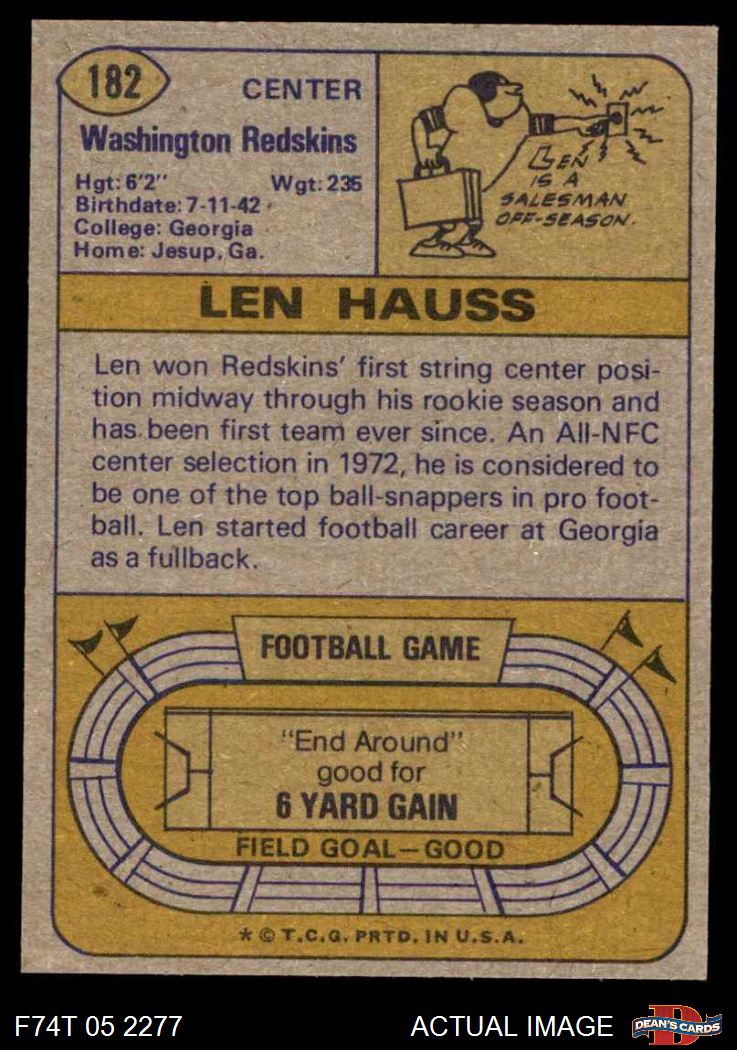 182
CENTER
Washington Redskins
Hgt: 6'2" Wgt: 235
Birthdate: 7-11-42
College: Georgia
Home: Jesup, Ga.
LEN
IS A
SALESMAN
OFF-SEASON.
LEN HAUSS
Len won Redskins' first string center posi-
tion midway through his rookie season and
has been first team ever since. An All-NFC
center selection in 1972, he is considered to
be one of the top ball-snappers in pro foot-
ball. Len started football career at Georgia
as a fullback.
FOOTBALL GAME
"End Around"
good for
6 YARD GAIN
FIELD GOAL—GOOD
* © T.C.G. PRTD. IN U.S.A.
F74T 05 2277
ACTUAL IMAGE
DEAN'S CARDS